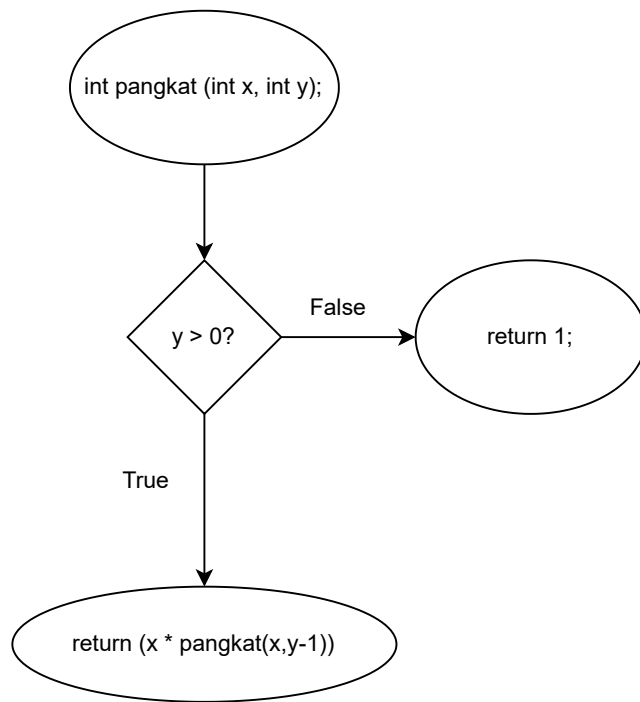 int pangkat (int x, int y);
y > 0?
False
return 1;
True
return (x * pangkat(x,y-1))